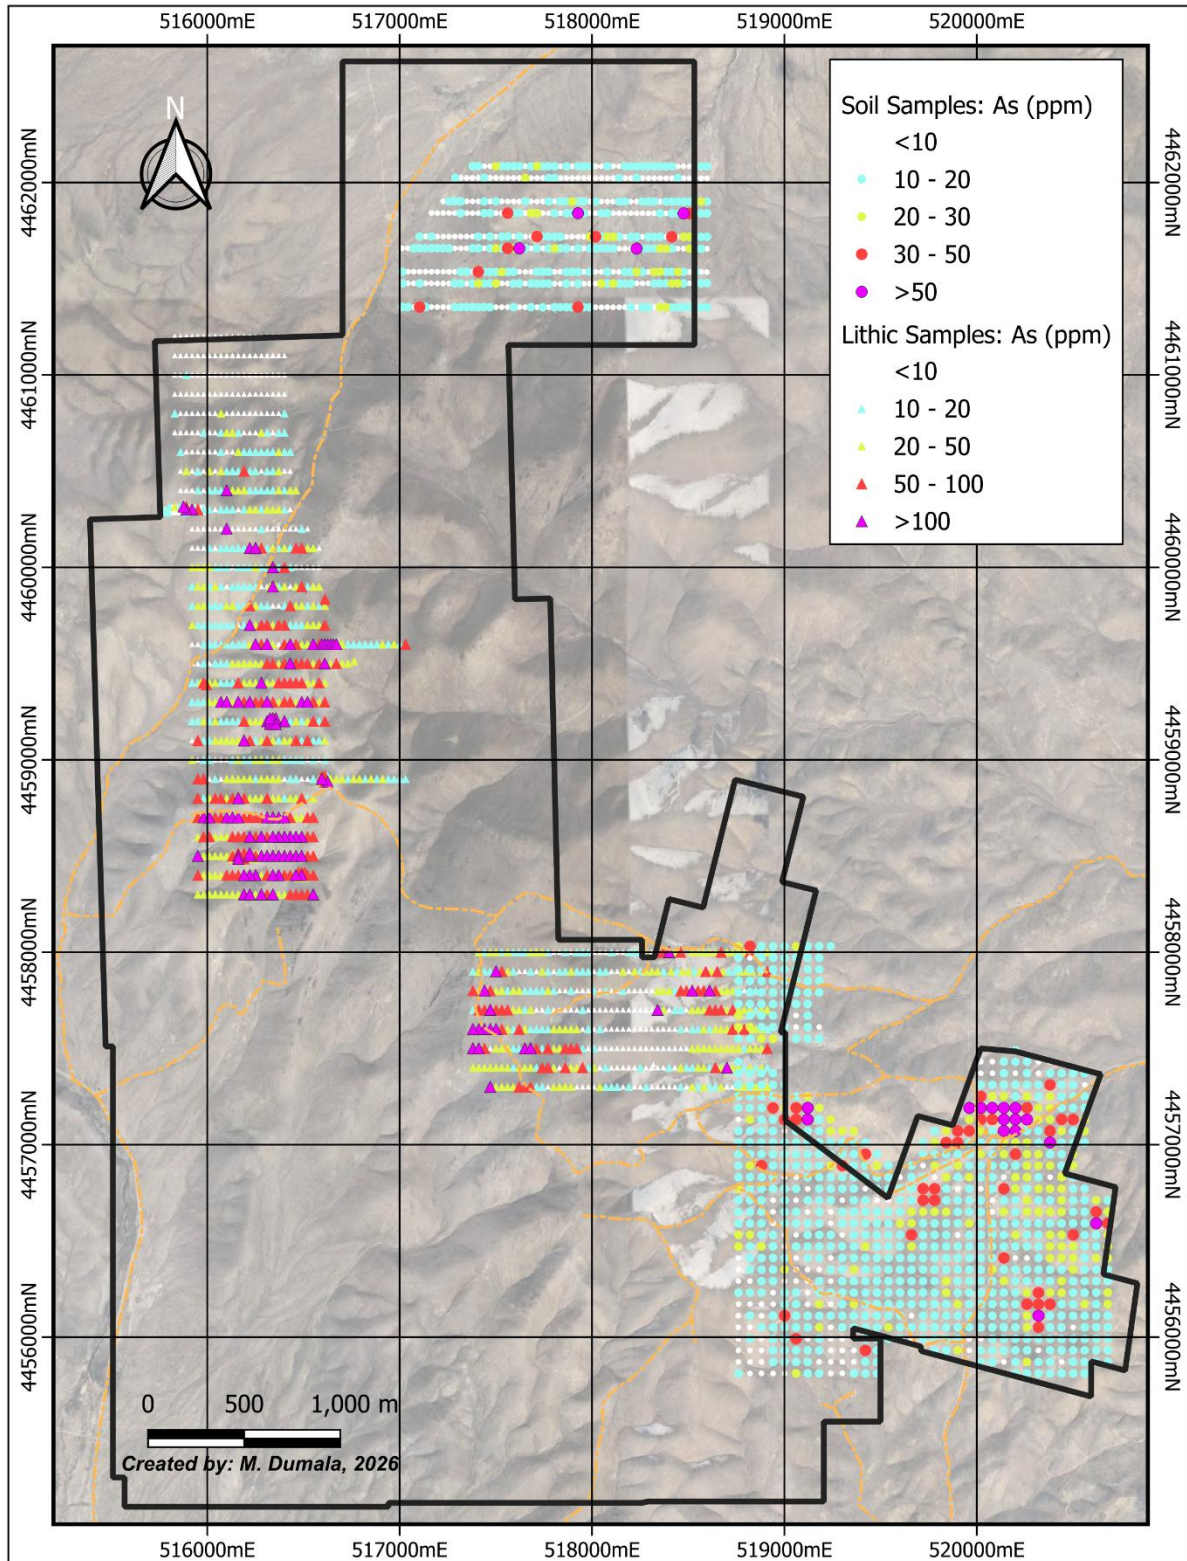 516000mE 517000mE 518000mE 519000mE 520000mE
N
Soil Samples: As (ppm)
<10
10 - 20
20 - 30
30 - 50
>50
Lithic Samples: As (ppm)
<10
10 - 20
20 - 50
50 - 100
>100
4462000mN 4462000mN
4461000mN 4461000mN
4460000mN 4460000mN
4459000mN 4459000mN
4458000mN 4458000mN
4457000mN 4457000mN
4456000mN 4456000mN
0 500 1,000 m
Created by: M. Dumala, 2026
516000mE 517000mE 518000mE 519000mE 520000mE